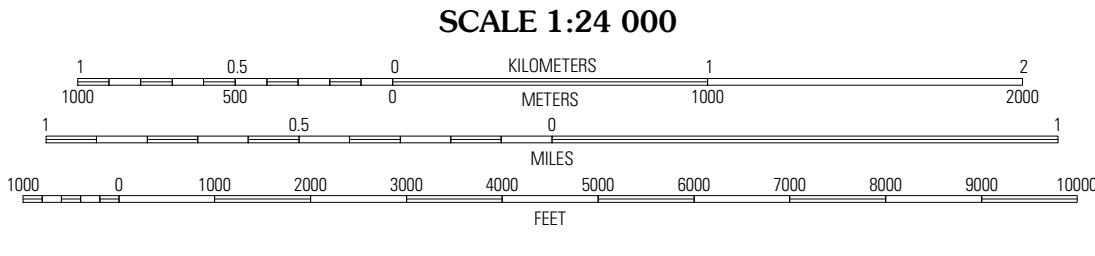 SCALE 1:24 000
1 0.5 0 KILOMETERS 1 2
1000 500 0 METERS 1000 2000
1 0.5 0 1
MILES
1000 0 1000 2000 3000 4000 5000 6000 7000 8000 9000 10000
FEET